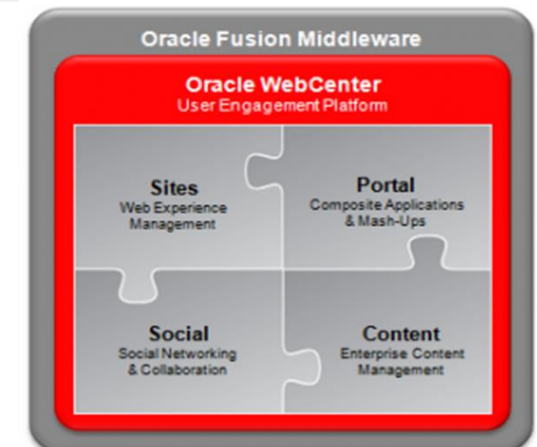 Oracle Fusion Middleware
Oracle WebCenter
User Engagement Platform
Sites
Web Experience
Management
Portal
Composite Applications
& Mash-Ups
Social
Social Networking
& Collaboration
Content
Enterprise Content
Management